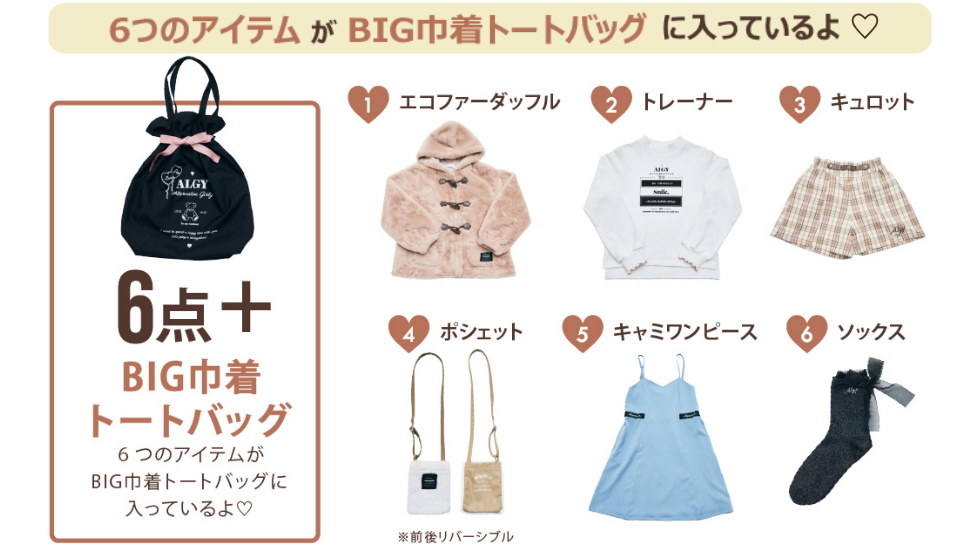 6つのアイテム が BIG巾着トートバッグ に入っているよ♡
ALGY
Alternative Girly
6点＋
BIG巾着
トートバッグ
6つのアイテムが
BIG巾着トートバッグに
入っているよ♡
1 エコファーダッフル
ALGY
2 トレーナー
ALGY
Smile,
3 キュロット
4 ポシェット
※前後リバーシブル
5 キャミワンピース
6 ソックス